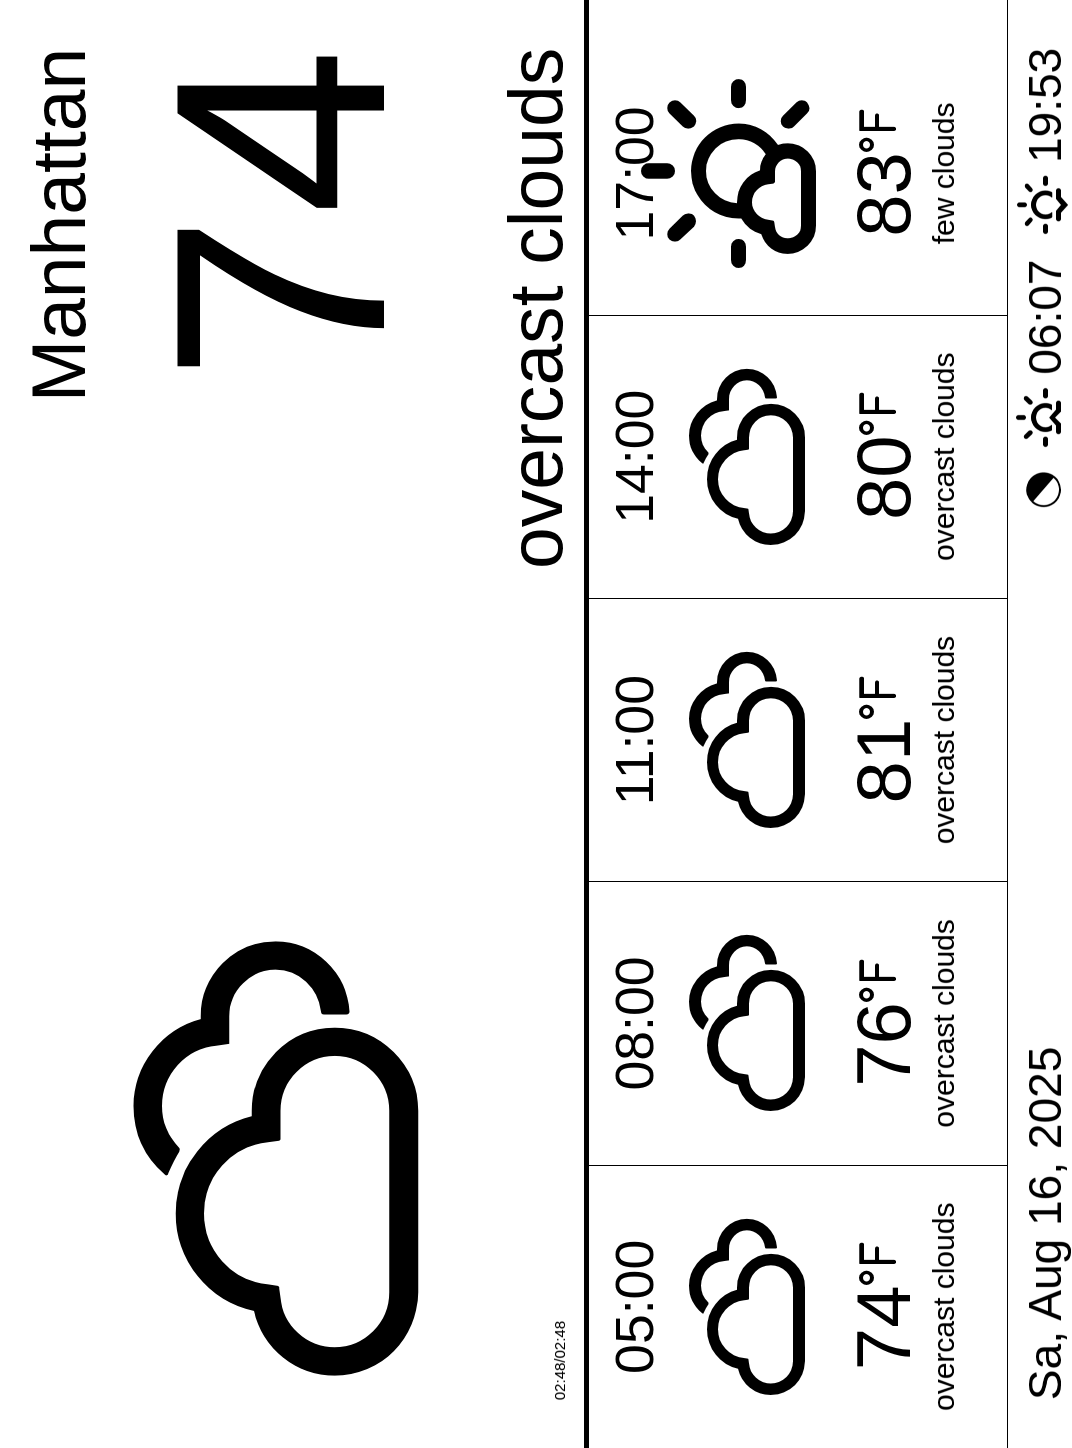 Manhattan
74
overcast clouds
02:48/02:48
05:00 08:00 11:00 14:00 17:00
74°F 76°F 81°F 80°F 83°F
overcast clouds overcast clouds overcast clouds overcast clouds few clouds
Sa, Aug 16, 2025 06:07 19:53